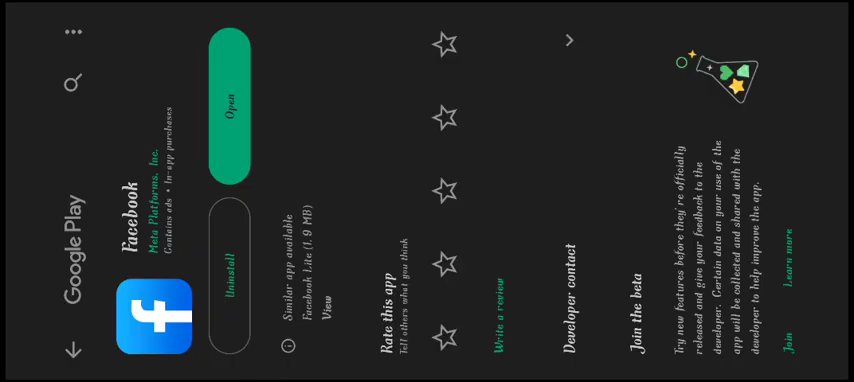 Google Play
Facebook
Meta Platforms, Inc.
Contains ads • In-app purchases
Uninstall
Open
Similar app available
Facebook Lite (1.9 MB)
View
Rate this app
Tell others what you think
Write a review
Developer contact
Join the beta
Try new features before they're officially
released and give your feedback to the
developer. Certain data on your use of the
app will be collected and shared with the
developer to help improve the app.
Join
Learn more